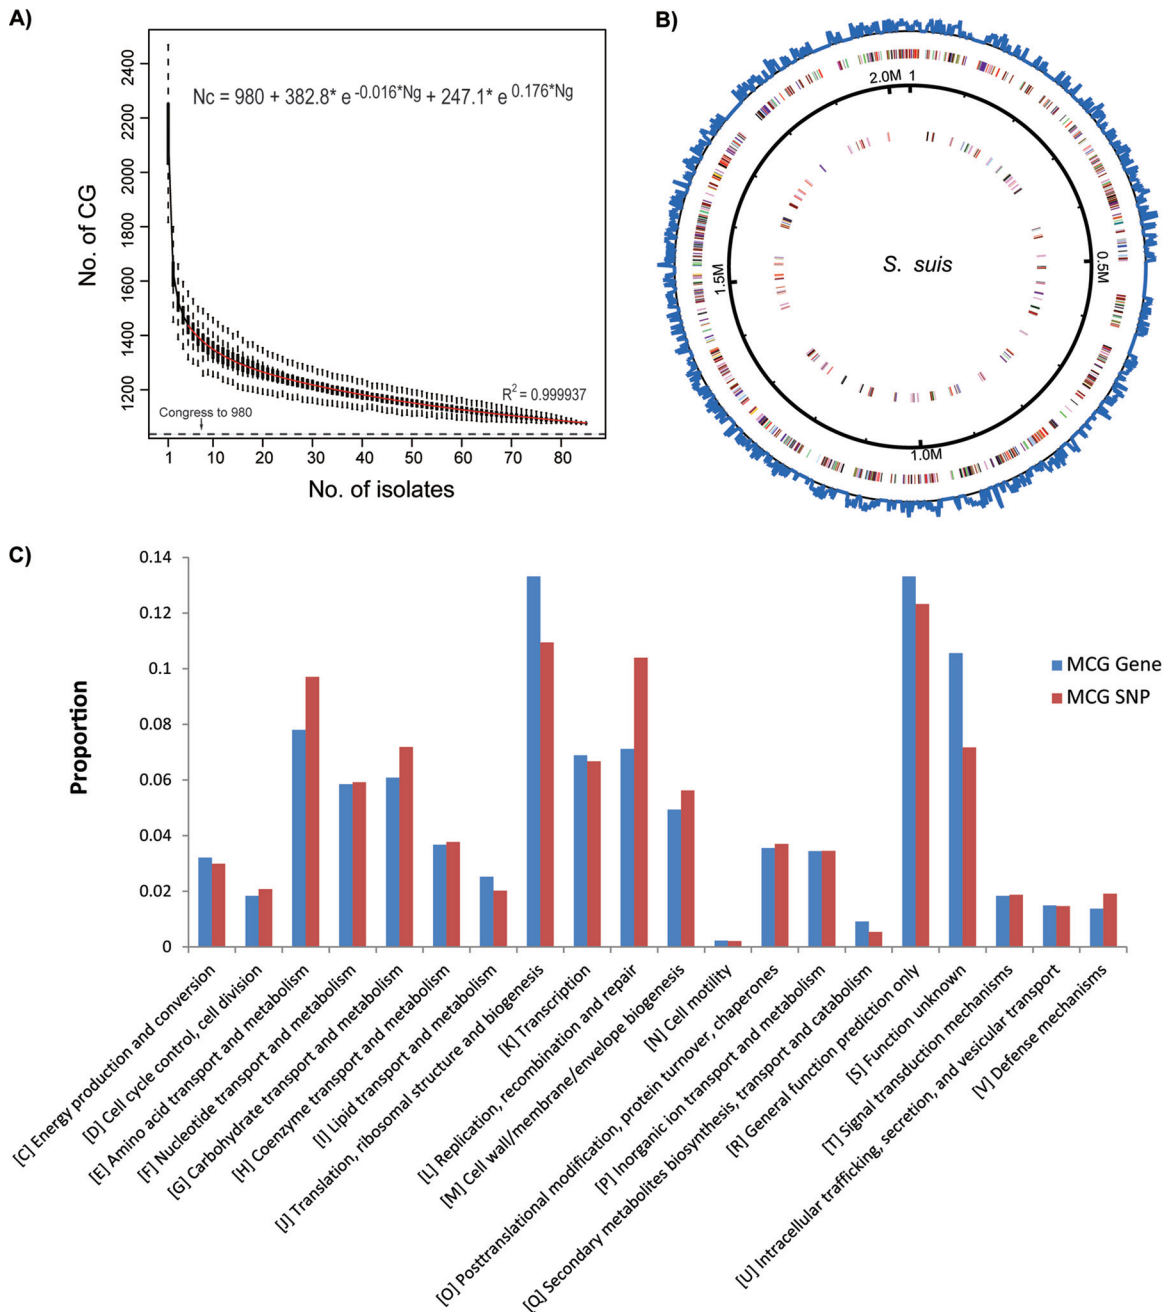 A)
Nc = 980 + 382.8* e -0.016*Ng + 247.1* e 0.176*Ng
No. of CG
2400
2200
2000
1800
1600
1400
1200
R2 = 0.999937
Congress to 980
1 10 20 30 40 50 60 70 80
No. of isolates
B)
2.0M 1
0.5M
1.0M
1.5M
S. suis
C)
Proportion
0.14
0.12
0.1
0.08
0.06
0.04
0.02
0
MCG Gene
MCG SNP
[C] Energy production and conversion
[D] Cell cycle control, cell division
[E] Amino acid transport and metabolism
[F] Nucleotide transport and metabolism
[G] Carbohydrate transport and metabolism
[H] Coenzyme transport and metabolism
[I] Lipid transport and metabolism
[J] Translation, ribosomal structure and biogenesis
[K] Transcription
[L] Replication, recombination and repair
[M] Cell wall/membrane/envelope biogenesis
[N] Cell motility
[O] Posttranslational modification, protein turnover, chaperones
[P] Inorganic ion transport and metabolism
[Q] Secondary metabolites biosynthesis, transport and catabolism
[R] General function prediction only
[S] Function unknown
[T] Signal transduction mechanisms
[U] Intracellular trafficking, secretion, and vesicular transport
[V] Defense mechanisms